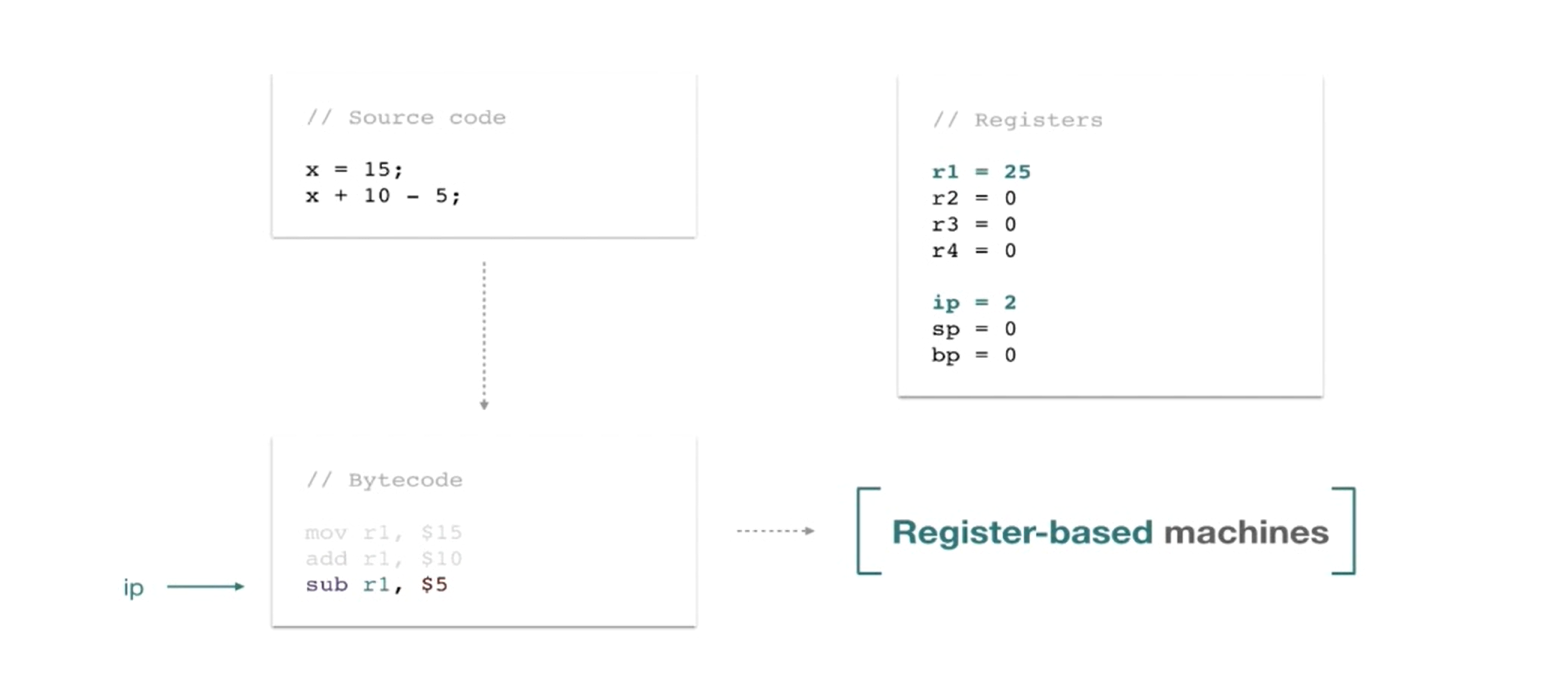 // Source code
x = 15;
x + 10 - 5;
// Registers
r1 = 25
r2 = 0
r3 = 0
r4 = 0
ip = 2
sp = 0
bp = 0
// Bytecode
mov r1, $15
add r1, $10
sub r1, $5
ip
Register-based machines